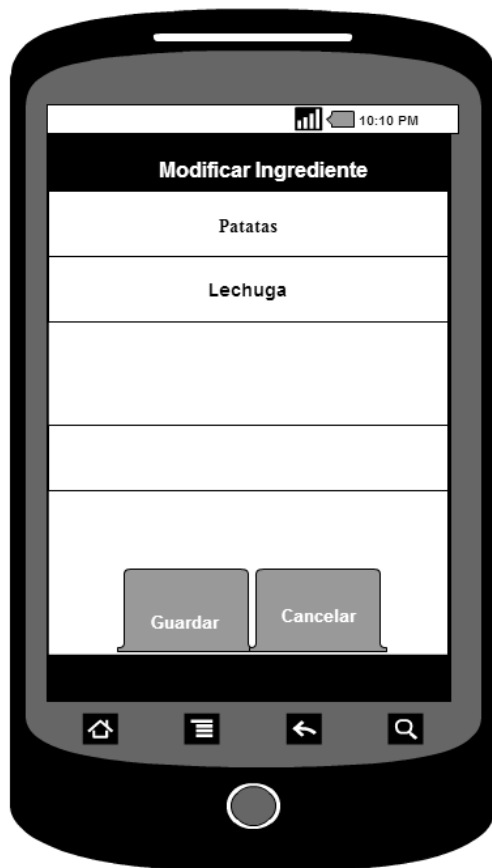 10:10 PM
Modificar Ingrediente
Patatas
Lechuga
Guardar
Cancelar